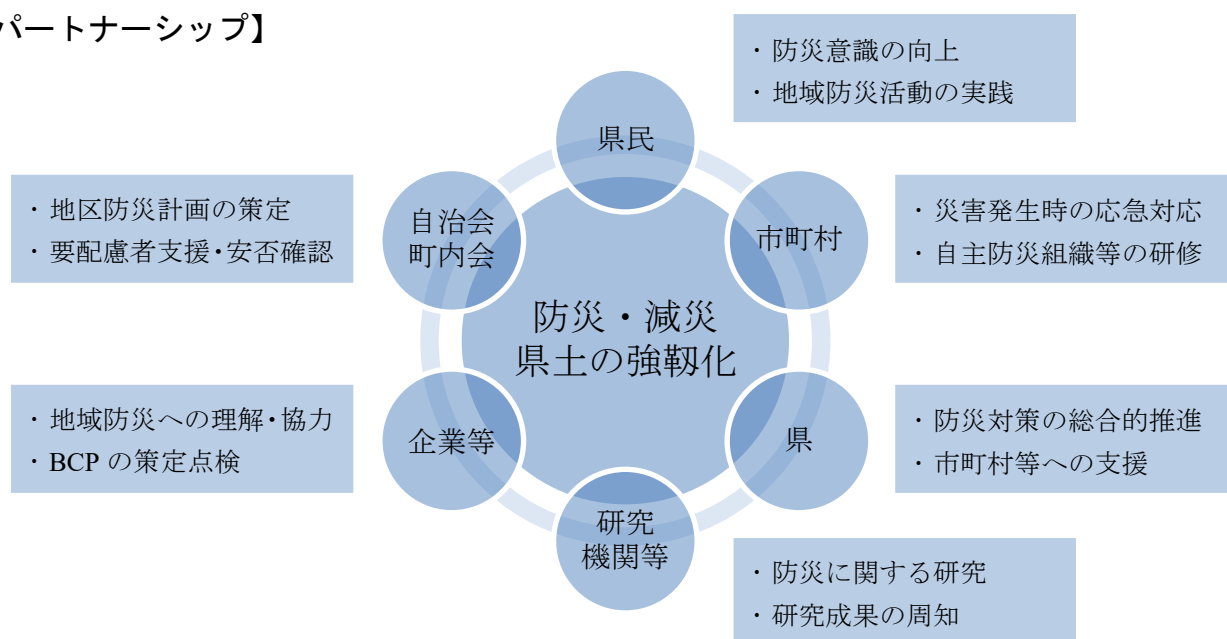 パートナーシップ】
県民
・防災意識の向上
・地域防災活動の実践
市町村
・災害発生時の応急対応
・自主防災組織等の研修
県
・防災対策の総合的推進
・市町村等への支援
研究
機関等
・防災に関する研究
・研究成果の周知
企業等
・地域防災への理解・協力
・BCP の策定点検
自治会
町内会
・地区防災計画の策定
・要配慮者支援・安否確認
防災・減災
県土の強靱化